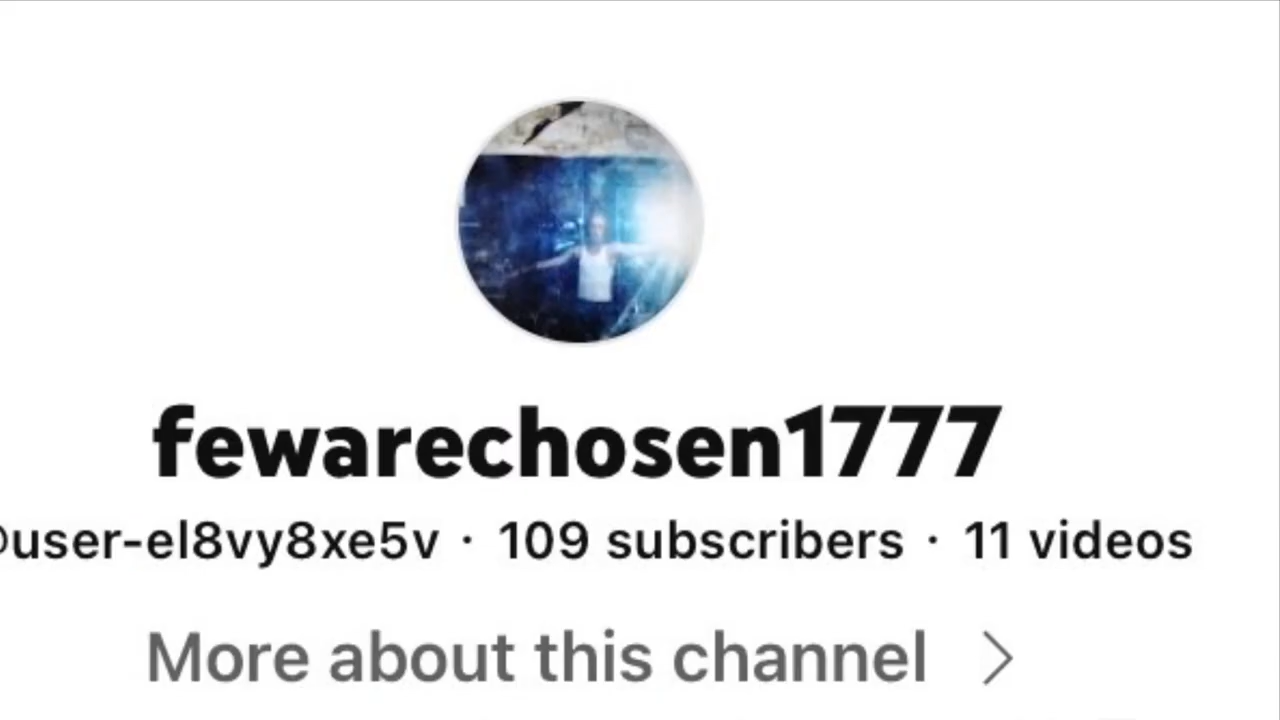 fewarechosen1777
@user-el8vy8xe5v · 109 subscribers · 11 videos
More about this channel >